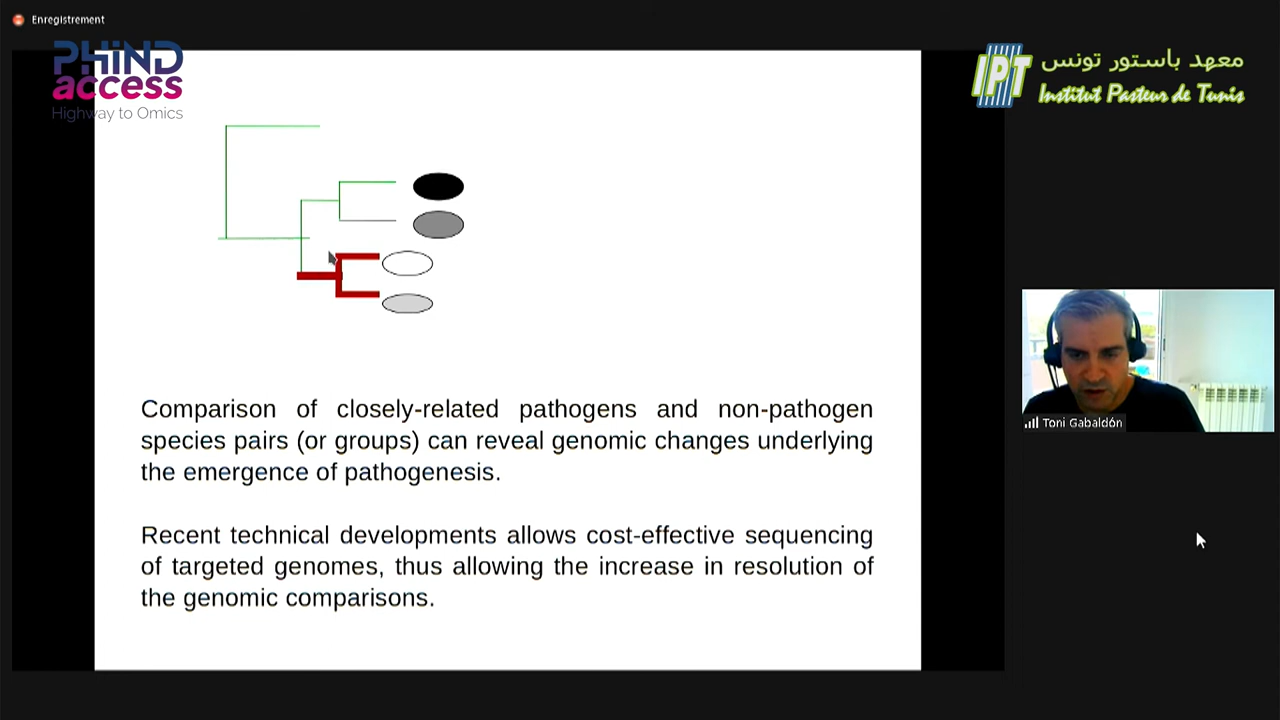 Enregistrement
PHIND
access
Highway to Omics
IPT
معهد باستور تونس
Institut Pasteur de Tunis
Comparison of closely-related pathogens and non-pathogen
species pairs (or groups) can reveal genomic changes underlying
the emergence of pathogenesis.
Recent technical developments allows cost-effective sequencing
of targeted genomes, thus allowing the increase in resolution of
the genomic comparisons.
Toni Gabaldón